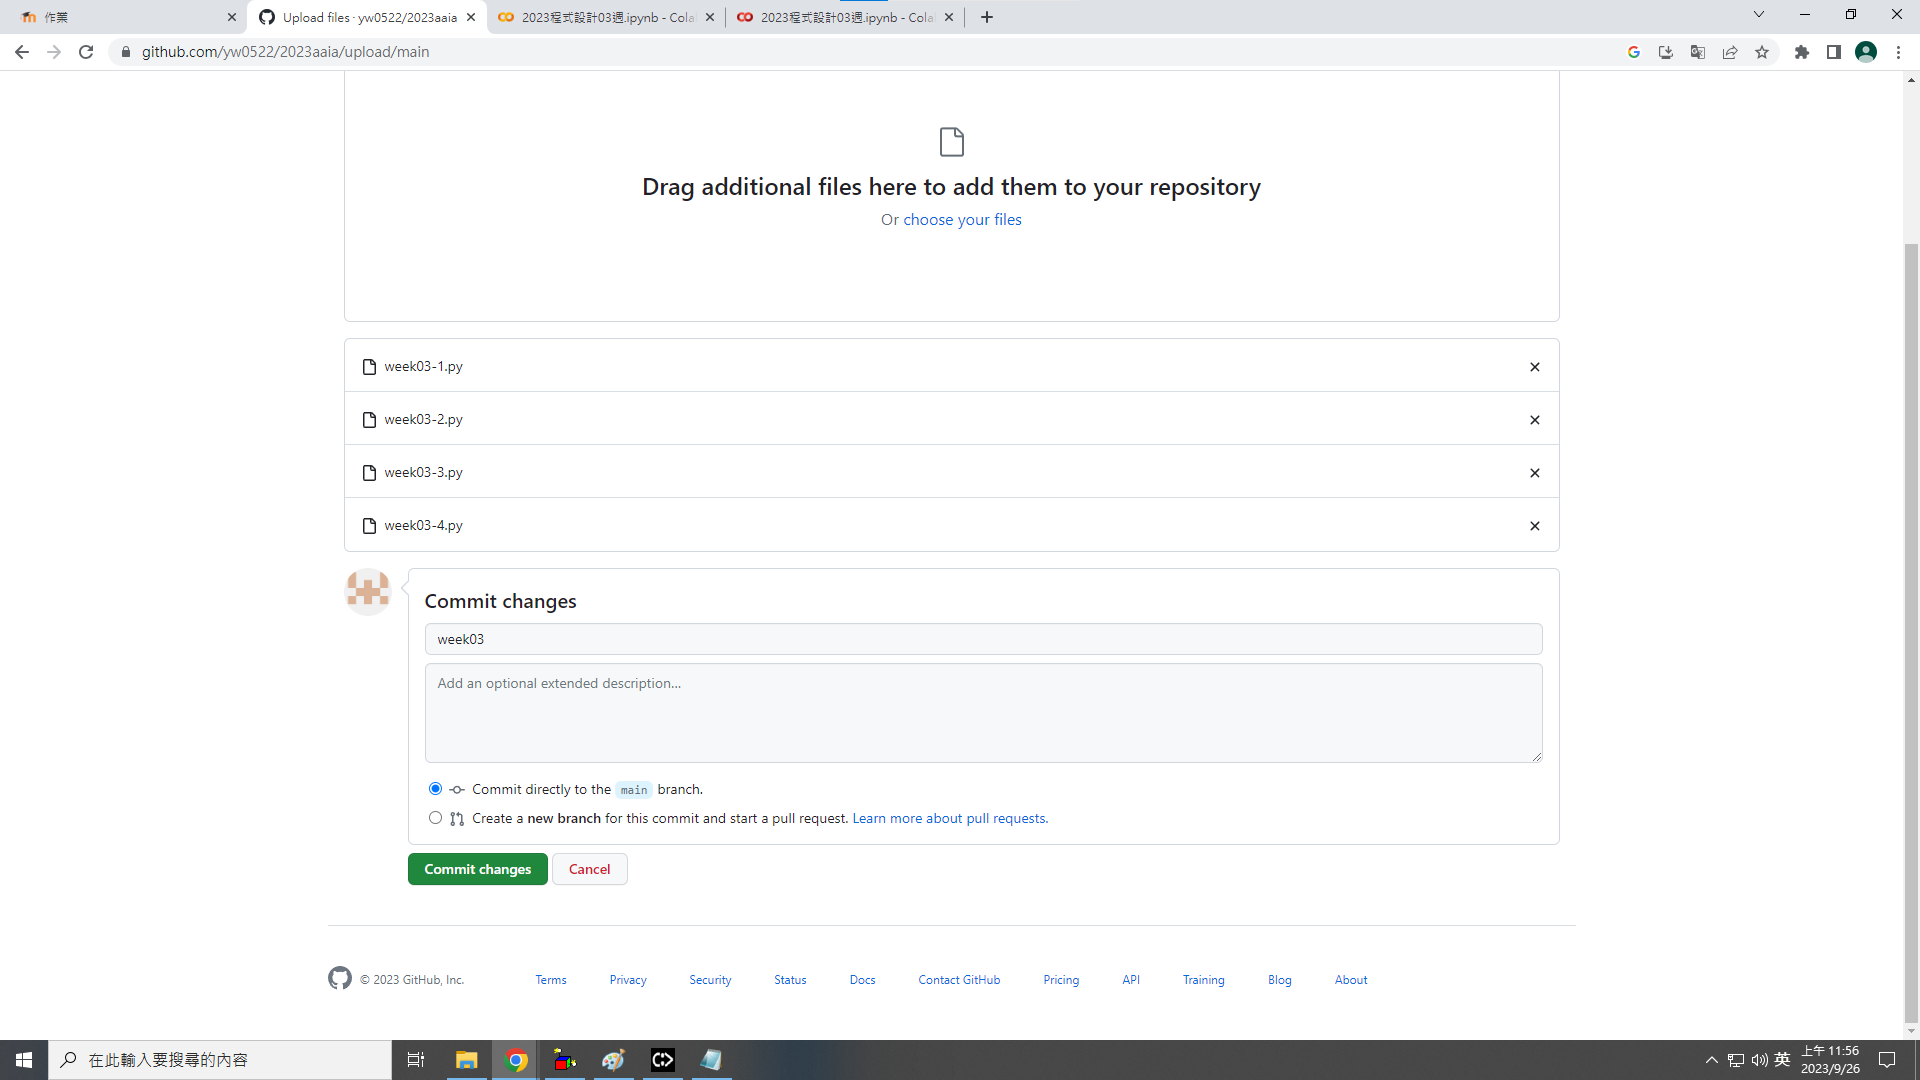 作業
Upload files · yw0522/2023aaia
2023程式設計03週.ipynb - Cola
2023程式設計03週.ipynb - Cola
github.com/yw0522/2023aaia/upload/main
Drag additional files here to add them to your repository
Or choose your files
week03-1.py
week03-2.py
week03-3.py
week03-4.py
Commit changes
week03
Add an optional extended description...
Commit directly to the main branch.
Create a new branch for this commit and start a pull request. Learn more about pull requests.
Commit changes
Cancel
© 2023 GitHub, Inc.
Terms
Privacy
Security
Status
Docs
Contact GitHub
Pricing
API
Training
Blog
About
在此輸入要搜尋的內容
英
上午 11:56
2023/9/26